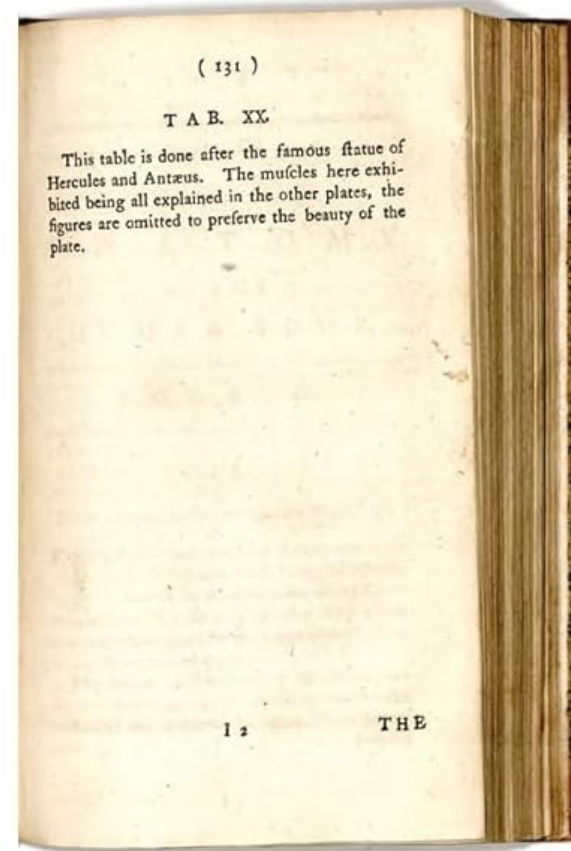 ( 131 )
T A B. XX.
This table is done after the famous ſtatue of
Hercules and Antæus. The muſcles here exhi-
bited being all explained in the other plates, the
figures are omitted to preſerve the beauty of the
plate.
I 2 THE